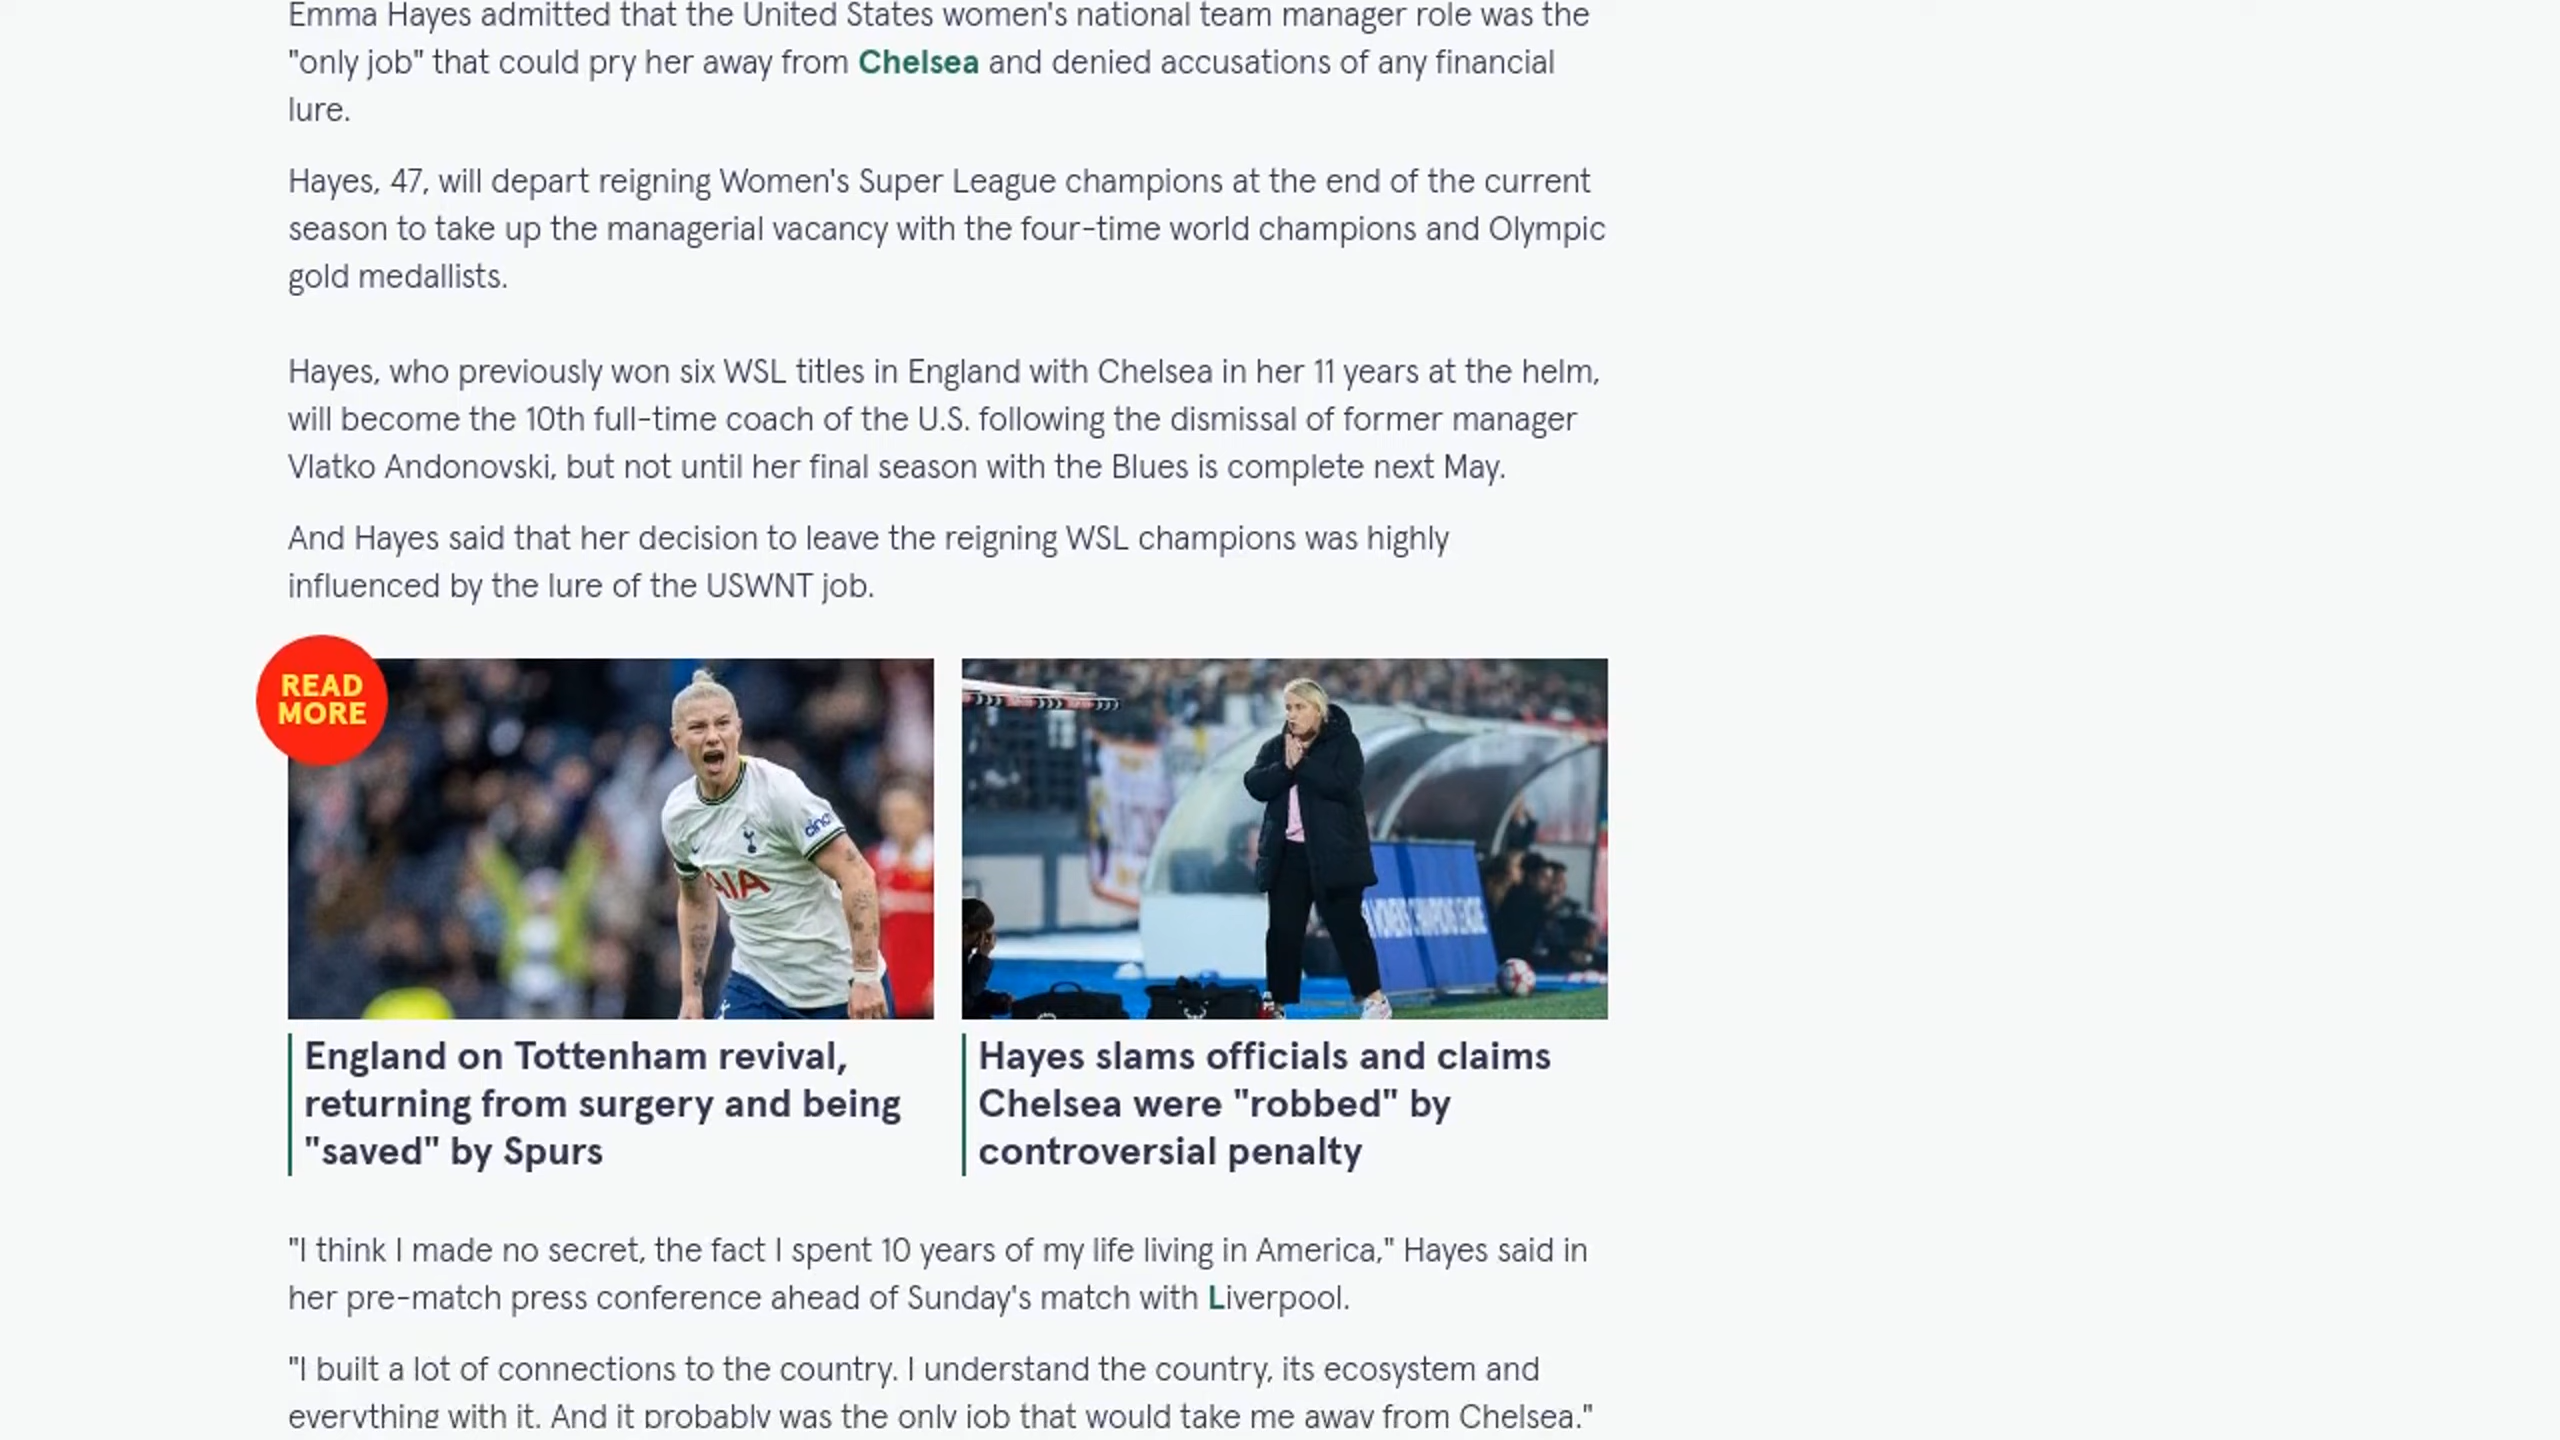 Emma Hayes admitted that the United States women's national team manager role was the
"only job" that could pry her away from Chelsea and denied accusations of any financial
lure.
Hayes, 47, will depart reigning Women's Super League champions at the end of the current
season to take up the managerial vacancy with the four-time world champions and Olympic
gold medallists.
Hayes, who previously won six WSL titles in England with Chelsea in her 11 years at the helm,
will become the 10th full-time coach of the U.S. following the dismissal of former manager
Vlatko Andonovski, but not until her final season with the Blues is complete next May.
And Hayes said that her decision to leave the reigning WSL champions was highly
influenced by the lure of the USWNT job.
READ
MORE
cinch
AIA
WOMEN'S CHAMPIONS LEAGUE
England on Tottenham revival,
returning from surgery and being
"saved" by Spurs
Hayes slams officials and claims
Chelsea were "robbed" by
controversial penalty
"I think I made no secret, the fact I spent 10 years of my life living in America," Hayes said in
her pre-match press conference ahead of Sunday's match with Liverpool.
"I built a lot of connections to the country. I understand the country, its ecosystem and
everything with it. And it probably was the only job that would take me away from Chelsea."